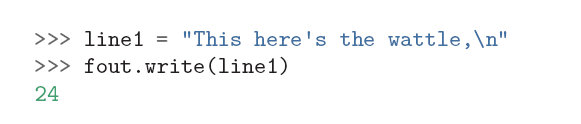 >>> line1 = "This here's the wattle,\n"
>>> fout.write(line1)
24